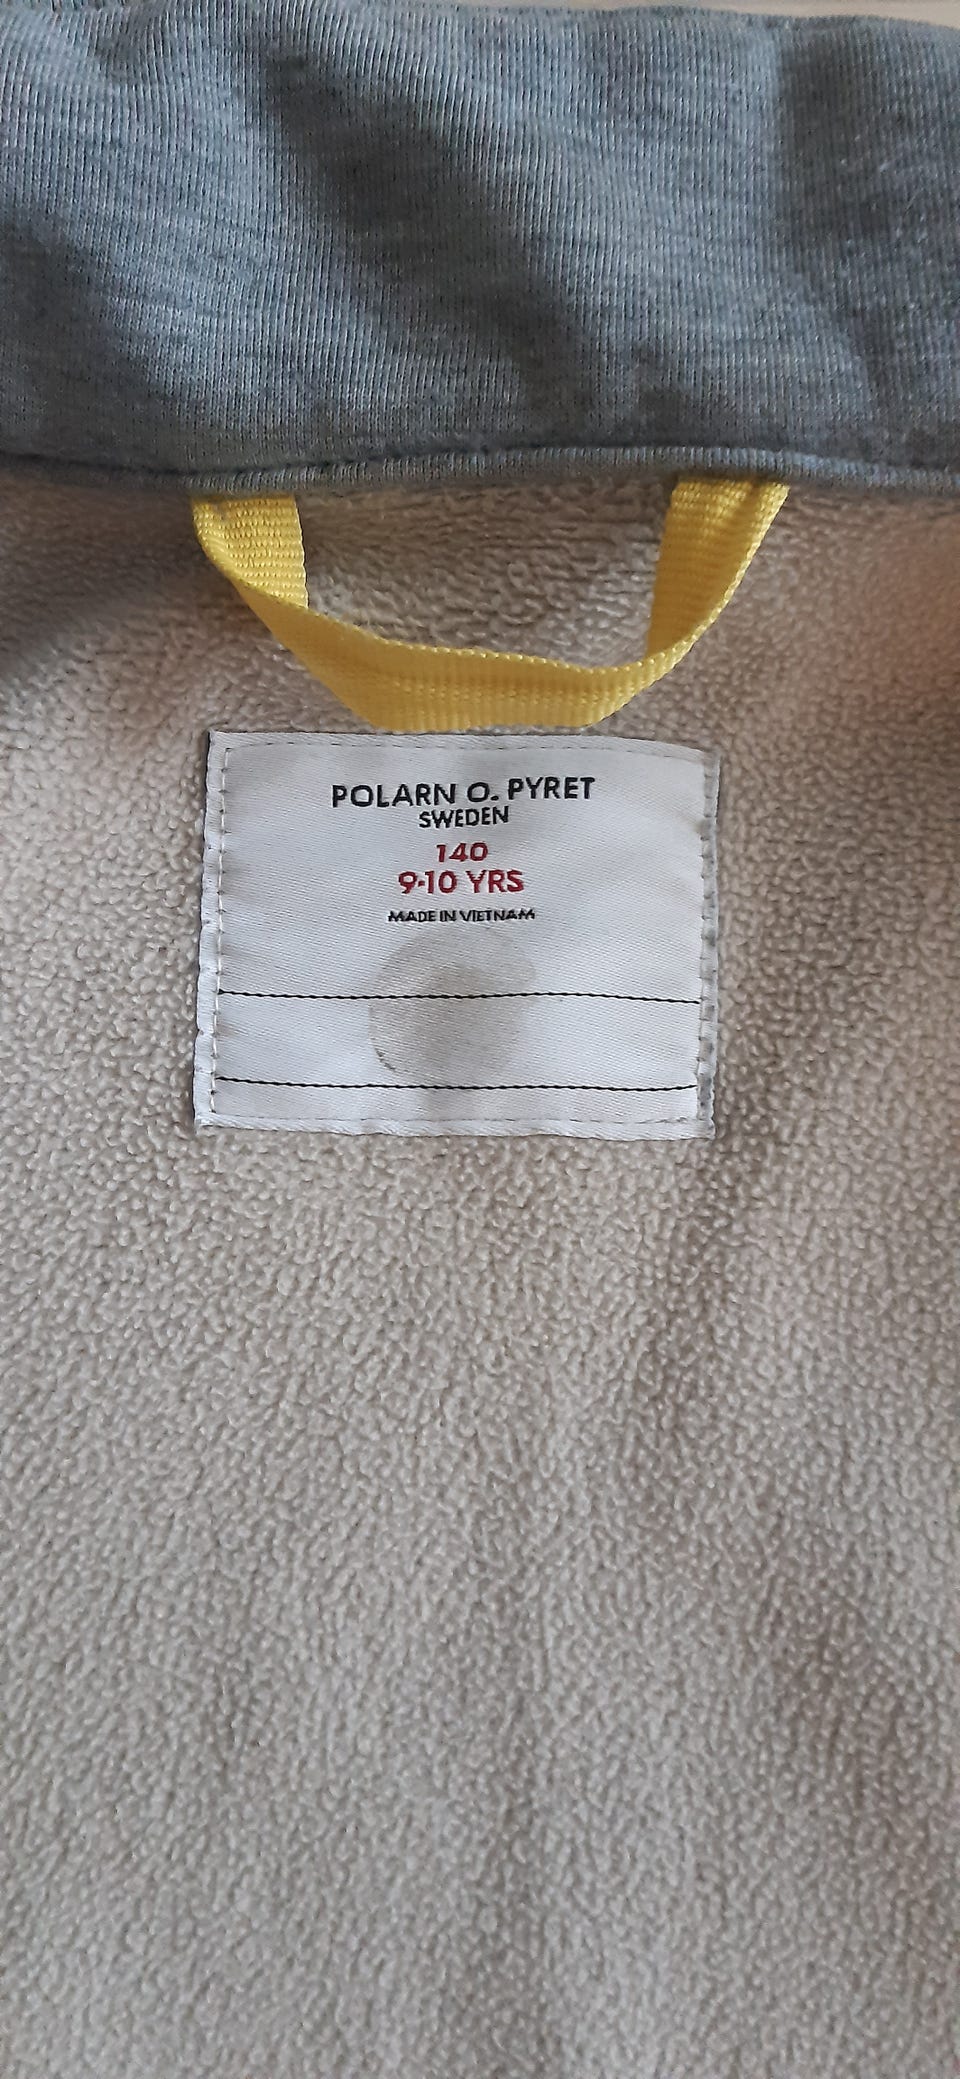 POLARN O. PYRET
SWEDEN
140
9-10 YRS
MADE IN VIETNAM